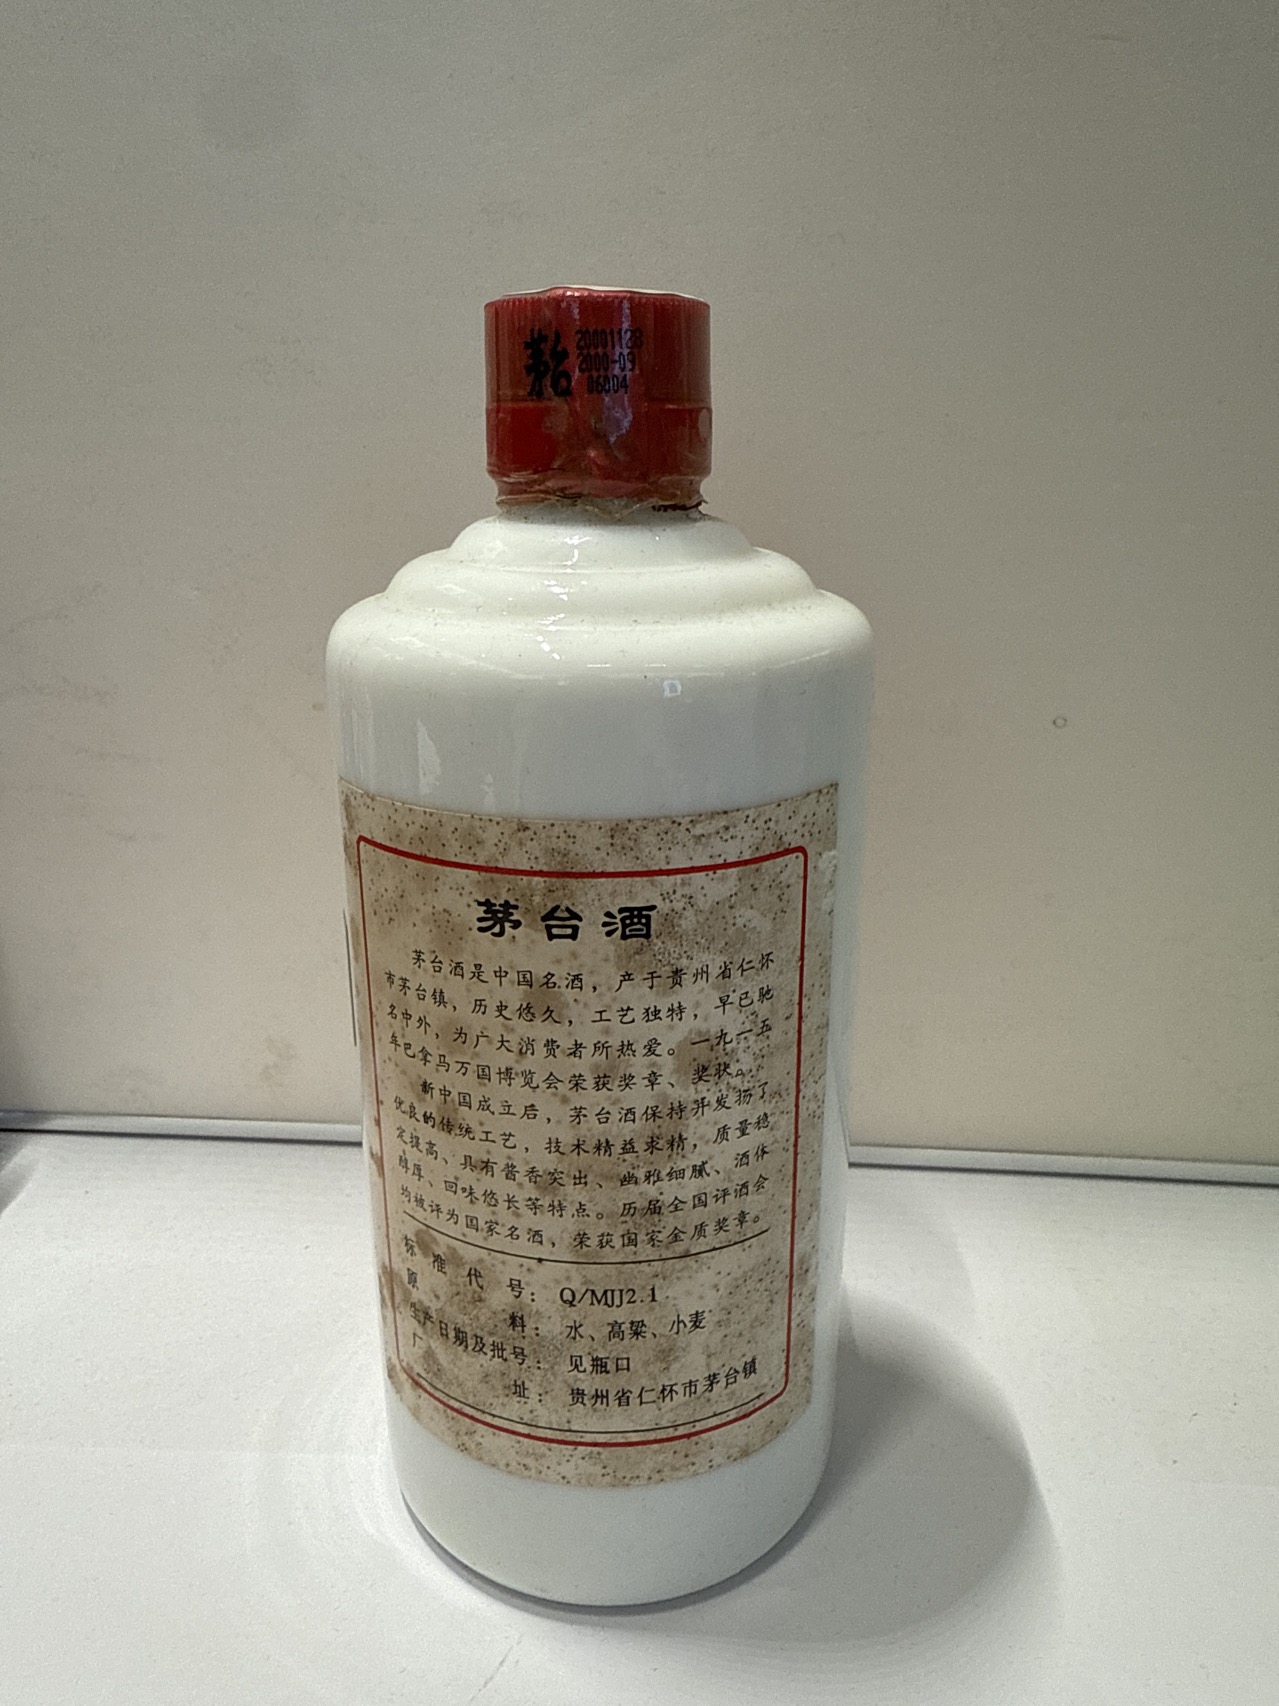 茅台
20001128
2000-09
06004
茅台酒
茅台酒是中国名酒，产于贵州省仁怀
市茅台镇，历史悠久，工艺独特，早已驰
名中外，为广大消费者所热爱。一九一五
年巴拿马万国博览会荣获奖章、奖状。
新中国成立后，茅台酒保持并发扬了
优良的传统工艺，技术精益求精，质量稳
定提高、具有酱香突出、幽雅细腻、酒体
醇厚、回味悠长等特点。历届全国评酒会
均被评为国家名酒，荣获国家金质奖章。
标准代号：Q/MJJ2.1
原料：水、高粱、小麦
生产日期及批号：见瓶口
厂址：贵州省仁怀市茅台镇